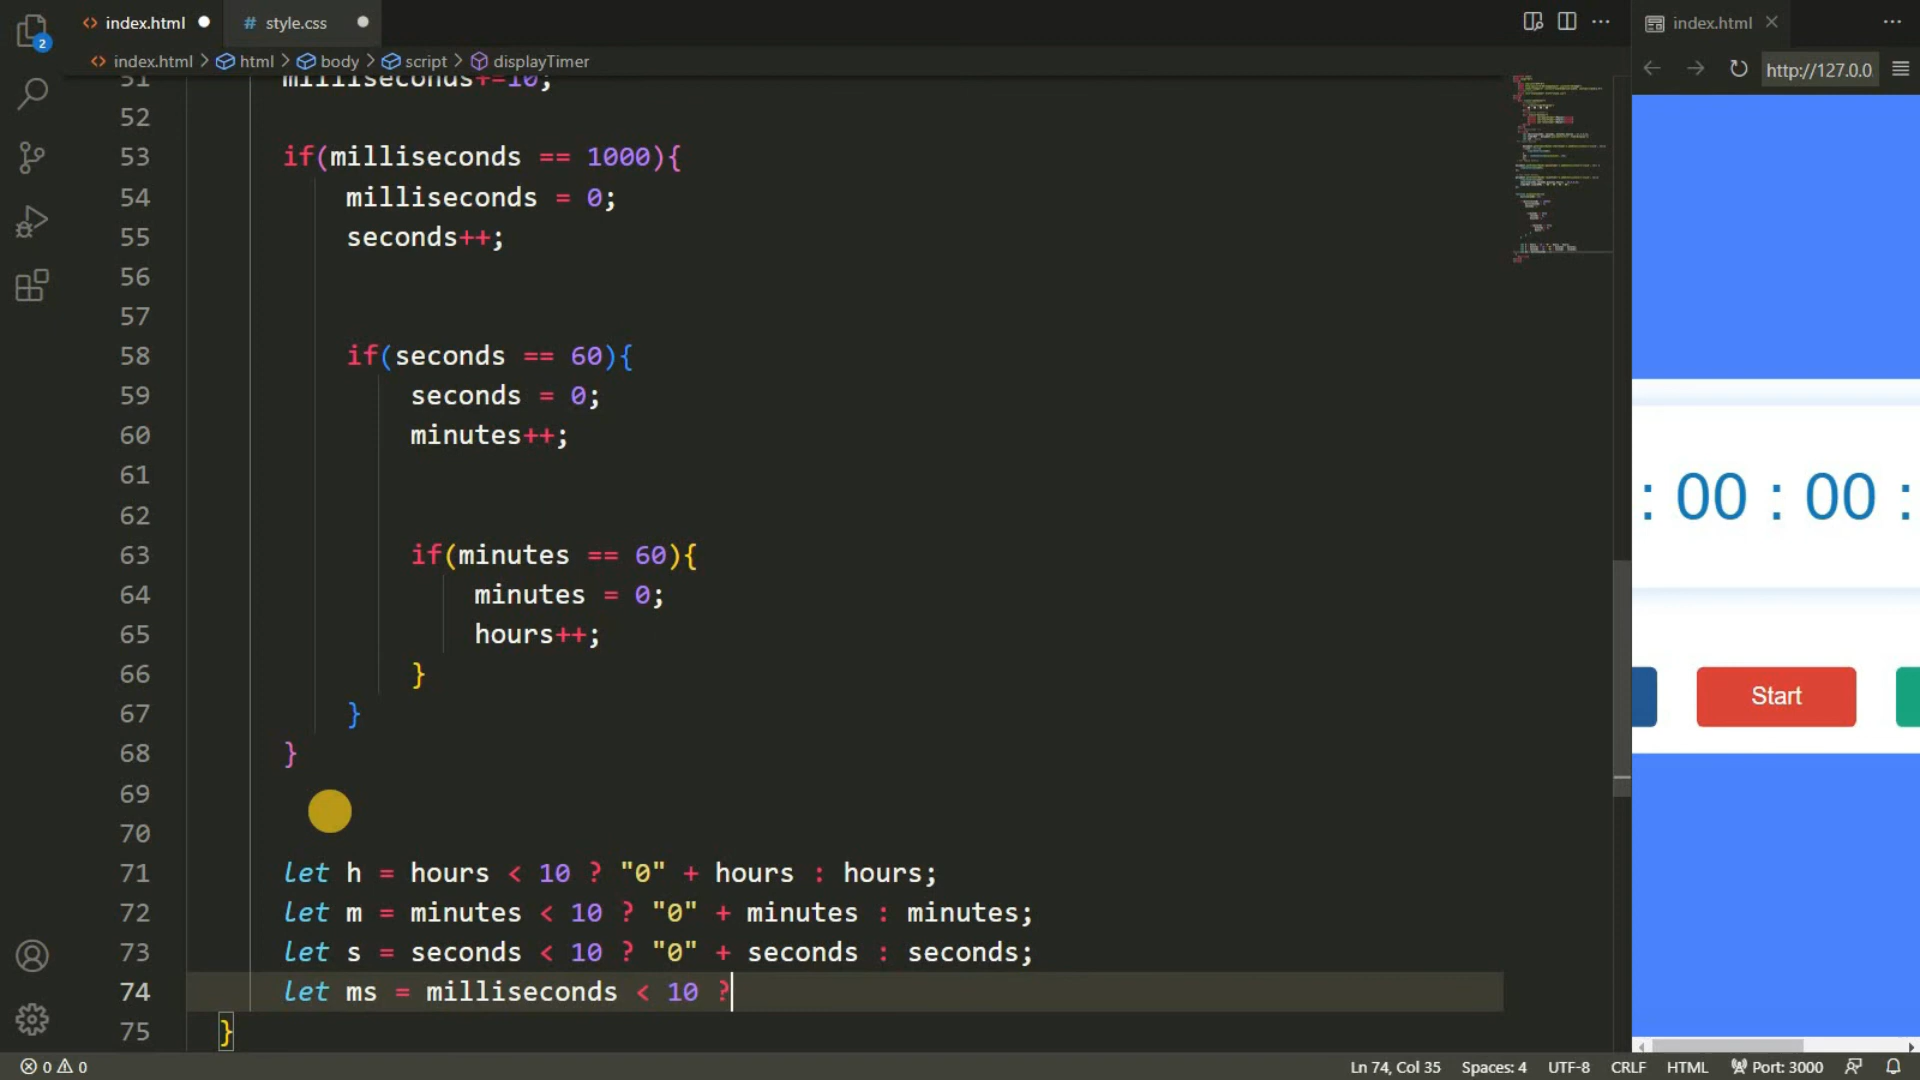 index.html
# style.css
index.html
index.html > html > body > script > displayTimer
http://127.0.0
2
51 milliseconds+=10;
52
53 if(milliseconds == 1000){
54 milliseconds = 0;
55 seconds++;
56
57
58 if(seconds == 60){
59 seconds = 0;
60 minutes++;
61
62
63 if(minutes == 60){
64 minutes = 0;
65 hours++;
66 }
67 }
68 }
69
70
71 let h = hours < 10 ? "0" + hours : hours;
72 let m = minutes < 10 ? "0" + minutes : minutes;
73 let s = seconds < 10 ? "0" + seconds : seconds;
74 let ms = milliseconds < 10 ?
75 }
: 00 : 00 :
Start
0 0
Ln 74, Col 35
Spaces: 4
UTF-8
CRLF
HTML
Port: 3000